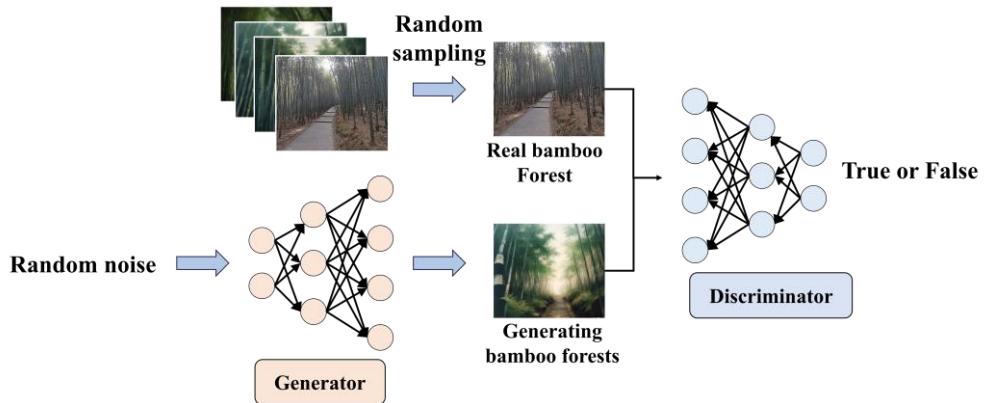 Random
sampling
Real bamboo
Forest
True or False
Random noise
Generating
bamboo forests
Discriminator
Generator